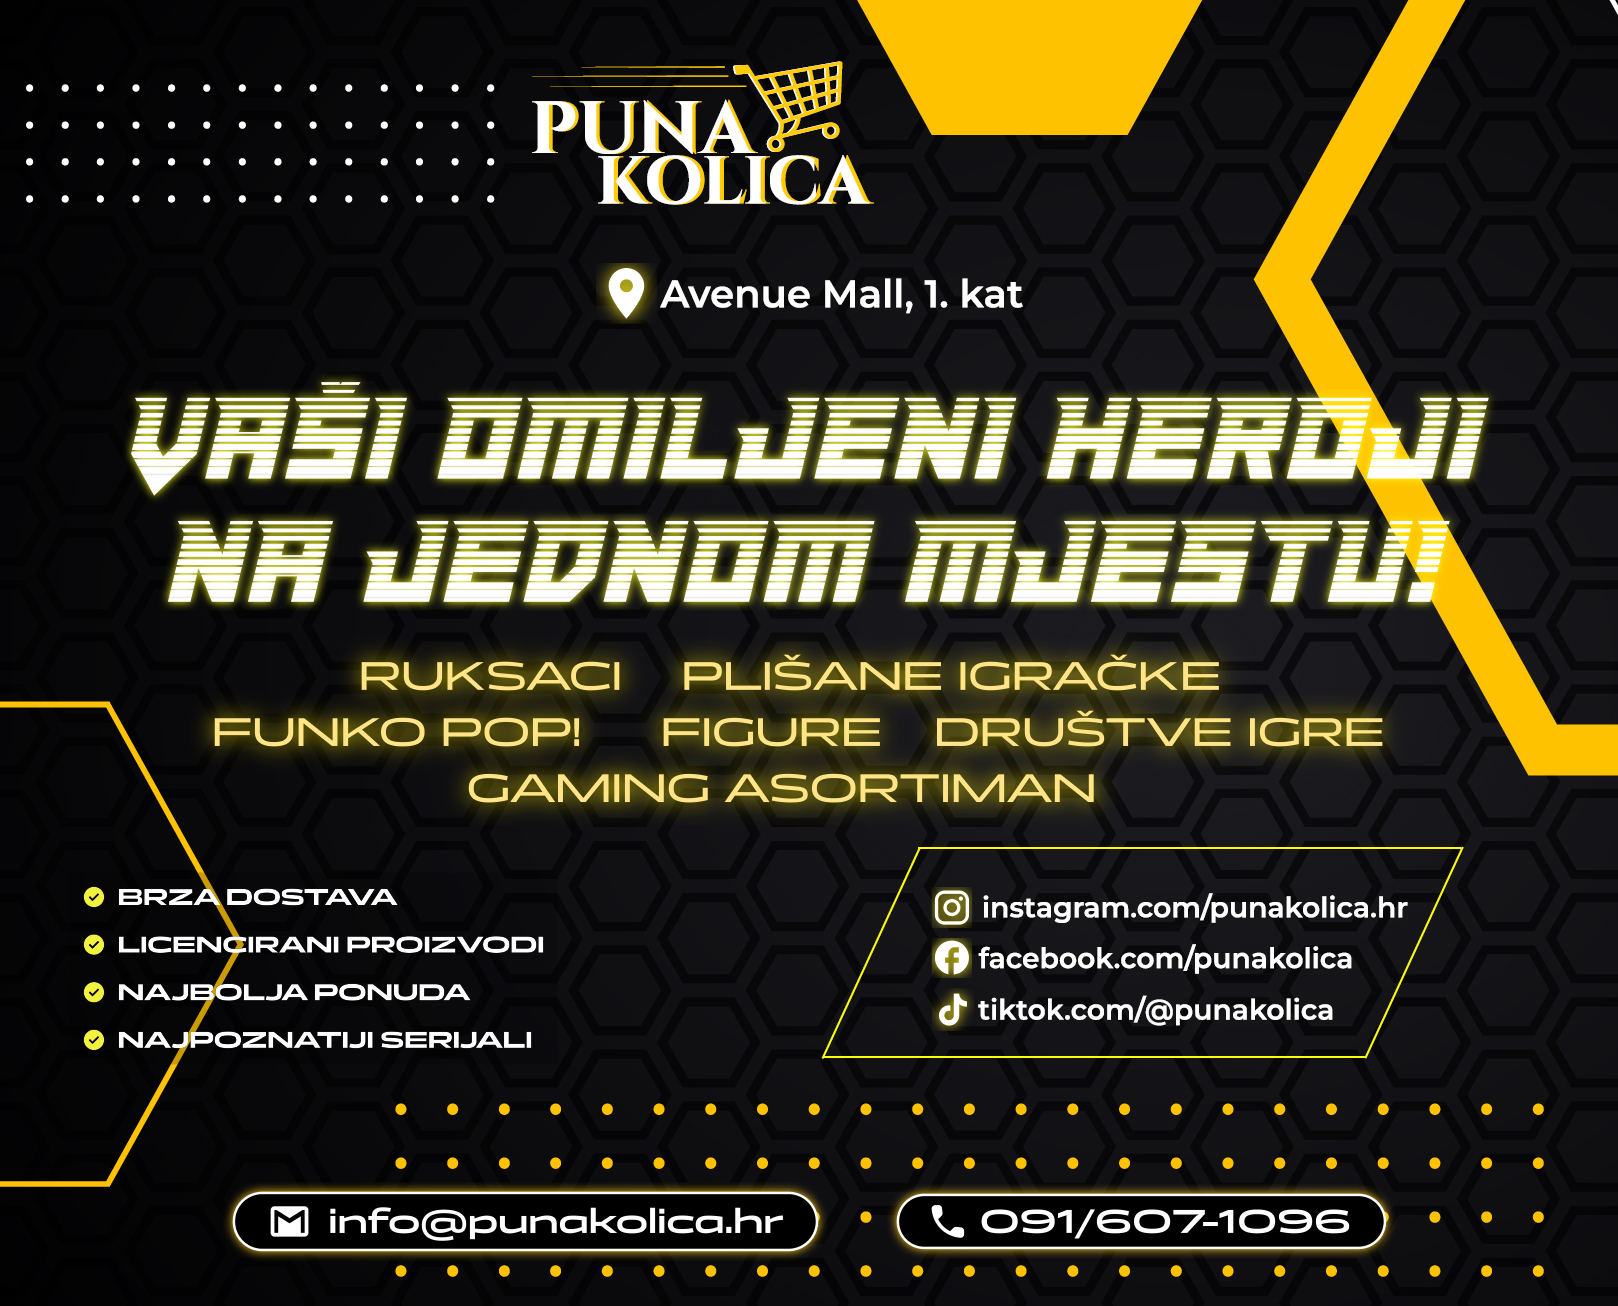 PUNA
KOLICA
Avenue Mall, 1. kat
VAŠI OMILJENI HEROJI
NA JEDNOM MJESTU!
RUKSACI PLIŠANE IGRAČKE
FUNKO POP! FIGURE DRUŠTVE IGRE
GAMING ASORTIMAN
BRZA DOSTAVA
LICENCIRANI PROIZVODI
NAJBOLJA PONUDA
NAJPOZNATIJI SERIJALI
instagram.com/punakolica.hr
facebook.com/punakolica
tiktok.com/@punakolica
info@punakolica.hr
091/607-1096